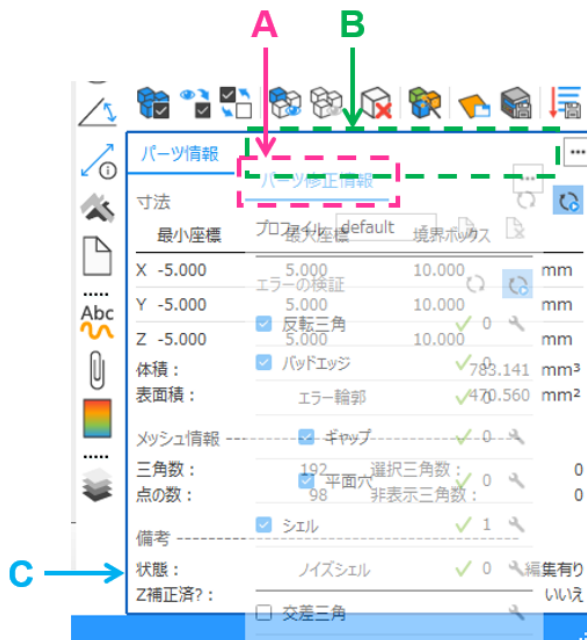 A
B
パーツ情報
...
パーツ修正情報
...
寸法
最小座標 最大座標 境界ボックス
プロファイル default
X -5.000 5.000 10.000 mm
エラーの検証
Y -5.000 5.000 10.000 mm
反転三角 0
Z -5.000 5.000 10.000 mm
バッドエッジ 0
体積： 783.141 mm³
表面積： 470.560 mm²
エラー輪郭 0
メッシュ情報
ギャップ 0
三角数： 192 選択三角数： 0
平面穴 0
点の数： 98 非表示三角数： 0
シェル 1
備考
C
状態： 編集有り
ノイズシェル 0
Z補正済?： いいえ
交差三角
Abc